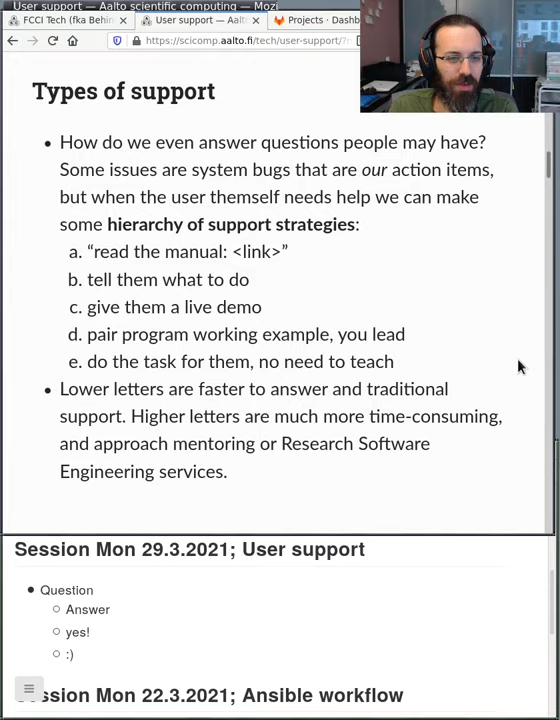 User support — Aalto scientific computing — Mozi
FCCI Tech (fka Behin
User support — Aalto
Projects · Dashb
https://scicomp.aalto.fi/tech/user-support/?
Types of support
• How do we even answer questions people may have?
Some issues are system bugs that are our action items,
but when the user themself needs help we can make
some hierarchy of support strategies:
a. “read the manual: <link>”
b. tell them what to do
c. give them a live demo
d. pair program working example, you lead
e. do the task for them, no need to teach
• Lower letters are faster to answer and traditional
support. Higher letters are much more time-consuming,
and approach mentoring or Research Software
Engineering services.
Session Mon 29.3.2021; User support
• Question
○ Answer
○ yes!
○ :)
Session Mon 22.3.2021; Ansible workflow